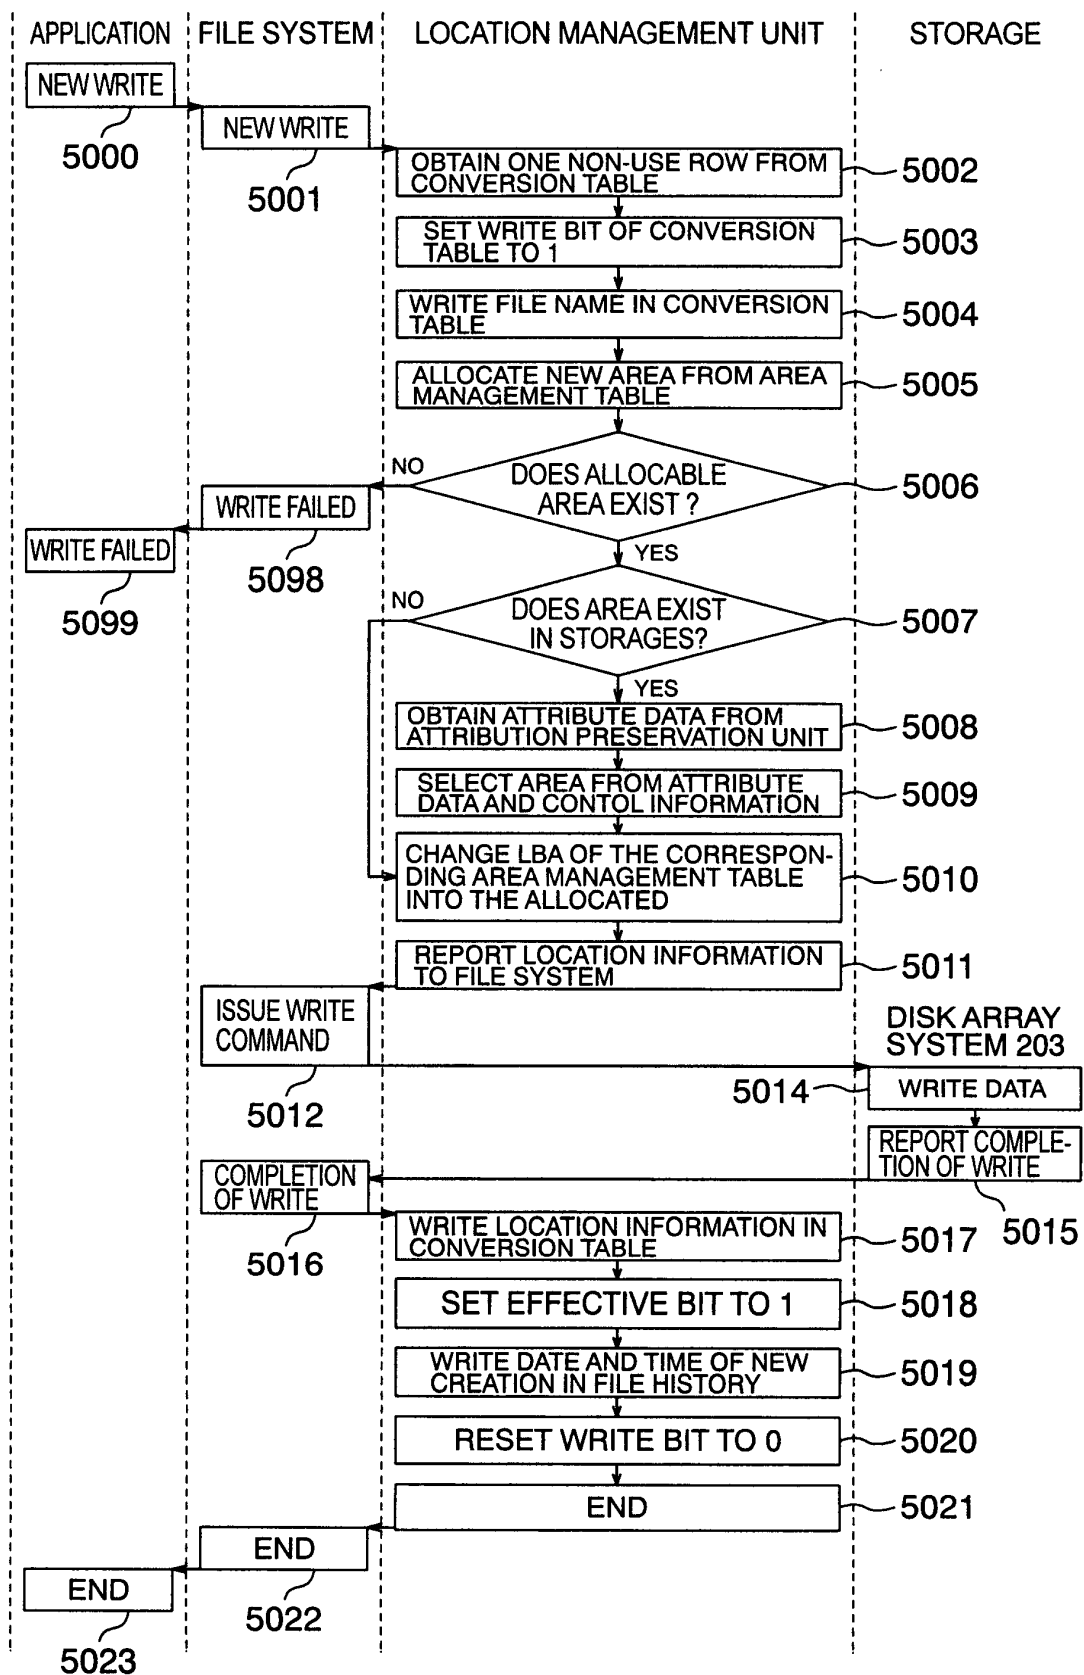 APPLICATION
FILE SYSTEM
LOCATION MANAGEMENT UNIT
STORAGE
NEW WRITE
5000
NEW WRITE
5001
OBTAIN ONE NON-USE ROW FROM
CONVERSION TABLE
5002
SET WRITE BIT OF CONVERSION
TABLE TO 1
5003
WRITE FILE NAME IN CONVERSION
TABLE
5004
ALLOCATE NEW AREA FROM AREA
MANAGEMENT TABLE
5005
DOES ALLOCABLE
AREA EXIST ?
5006
NO
WRITE FAILED
5098
WRITE FAILED
5099
YES
DOES AREA EXIST
IN STORAGES?
5007
NO
YES
OBTAIN ATTRIBUTE DATA FROM
ATTRIBUTION PRESERVATION UNIT
5008
SELECT AREA FROM ATTRIBUTE
DATA AND CONTOL INFORMATION
5009
CHANGE LBA OF THE CORRESPON-
DING AREA MANAGEMENT TABLE
INTO THE ALLOCATED
5010
REPORT LOCATION INFORMATION
TO FILE SYSTEM
5011
ISSUE WRITE
COMMAND
5012
DISK ARRAY
SYSTEM 203
5014
WRITE DATA
REPORT COMPLE-
TION OF WRITE
5015
COMPLETION
OF WRITE
5016
WRITE LOCATION INFORMATION IN
CONVERSION TABLE
5017
SET EFFECTIVE BIT TO 1
5018
WRITE DATE AND TIME OF NEW
CREATION IN FILE HISTORY
5019
RESET WRITE BIT TO 0
5020
END
5021
END
5022
END
5023